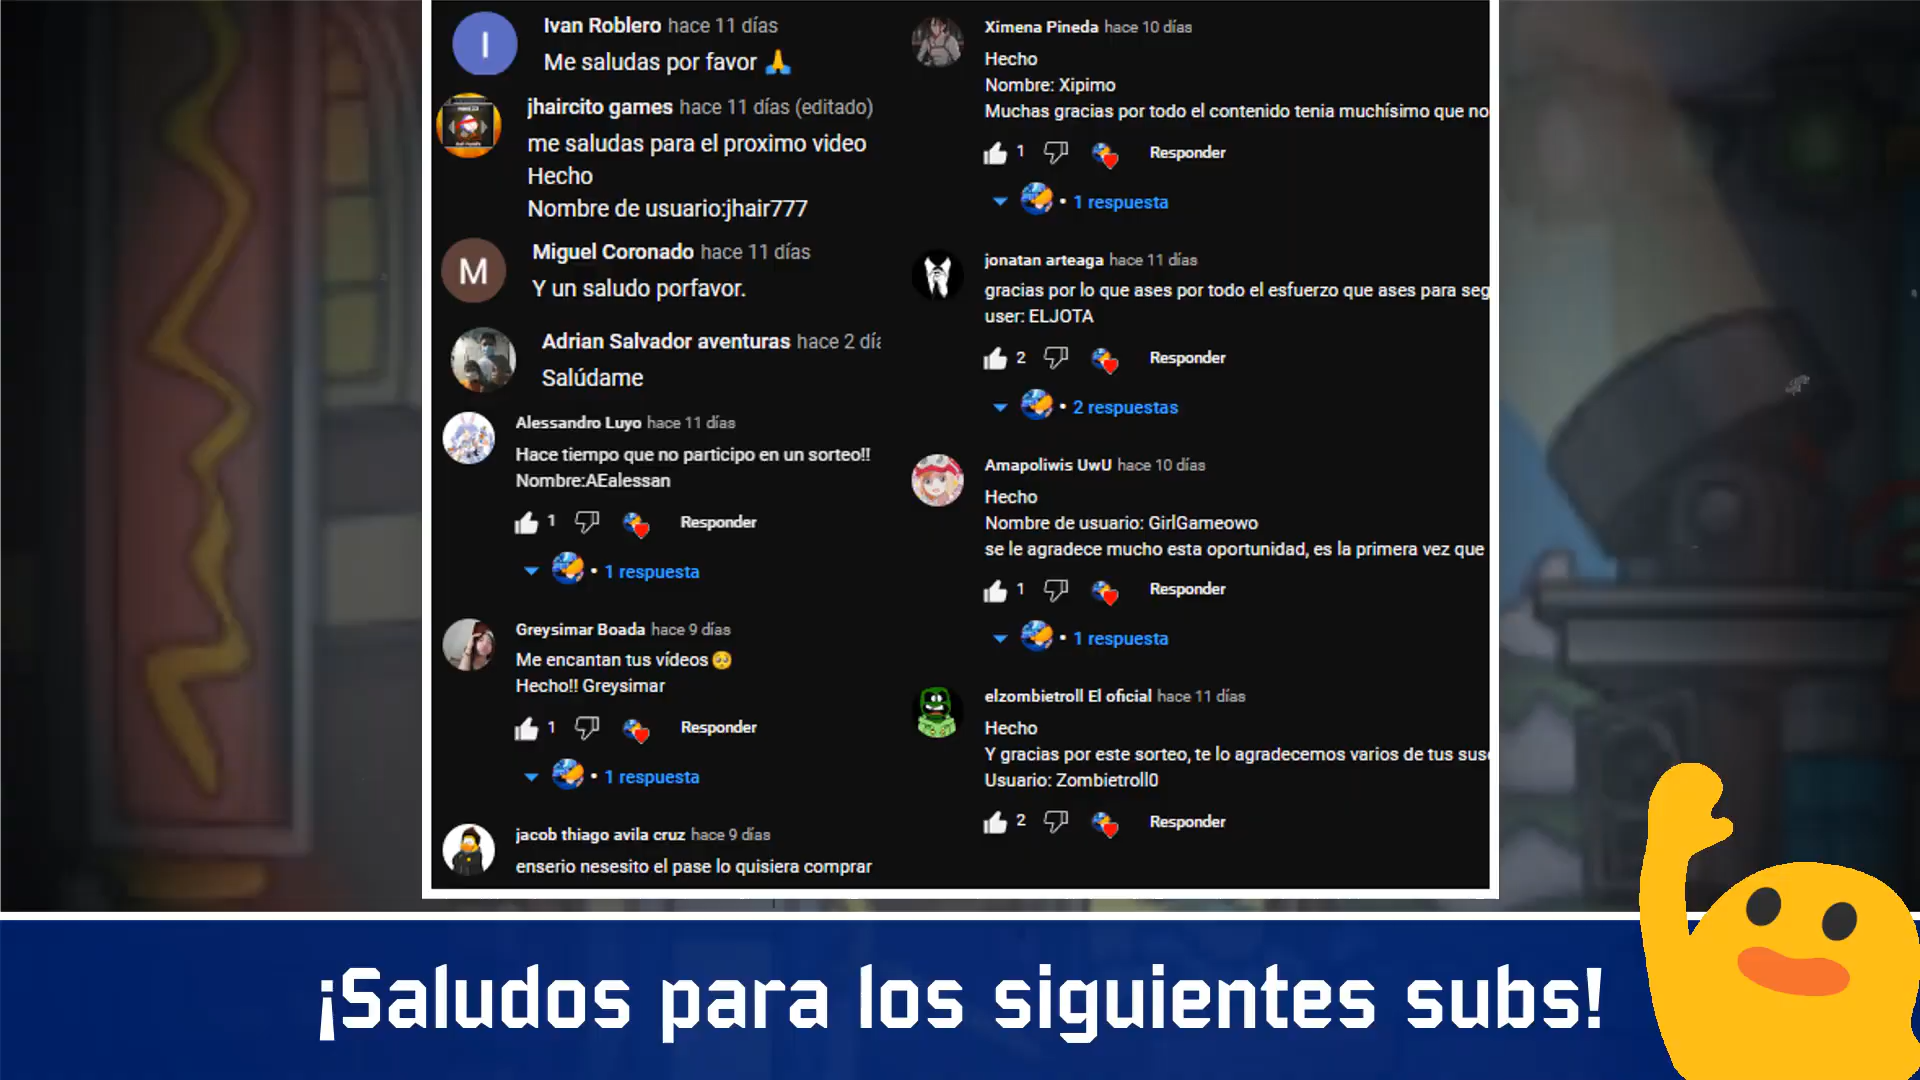 Ivan Roblero hace 11 días
Me saludas por favor 🙏
jhaircito games hace 11 días (editado)
me saludas para el proximo video
Hecho
Nombre de usuario:jhair777
Miguel Coronado hace 11 días
Y un saludo porfavor.
Adrian Salvador aventuras hace 2 día
Salúdame
Alessandro Luyo hace 11 días
Hace tiempo que no participo en un sorteo!!
Nombre:AEalessan
1 Responder
• 1 respuesta
Greysimar Boada hace 9 días
Me encantan tus vídeos 🥺
Hecho!! Greysimar
1 Responder
• 1 respuesta
jacob thiago avila cruz hace 9 días
enserio nesesito el pase lo quisiera comprar
Ximena Pineda hace 10 días
Hecho
Nombre: Xipimo
Muchas gracias por todo el contenido tenia muchísimo que no
1 Responder
• 1 respuesta
jonatan arteaga hace 11 días
gracias por lo que ases por todo el esfuerzo que ases para seg
user: ELJOTA
2 Responder
• 2 respuestas
Amapoliwis UwU hace 10 días
Hecho
Nombre de usuario: GirlGameowo
se le agradece mucho esta oportunidad, es la primera vez que
1 Responder
• 1 respuesta
elzombietroll El oficial hace 11 días
Hecho
Y gracias por este sorteo, te lo agradecemos varios de tus sus
Usuario: Zombietroll0
2 Responder
¡Saludos para los siguientes subs!
I
M